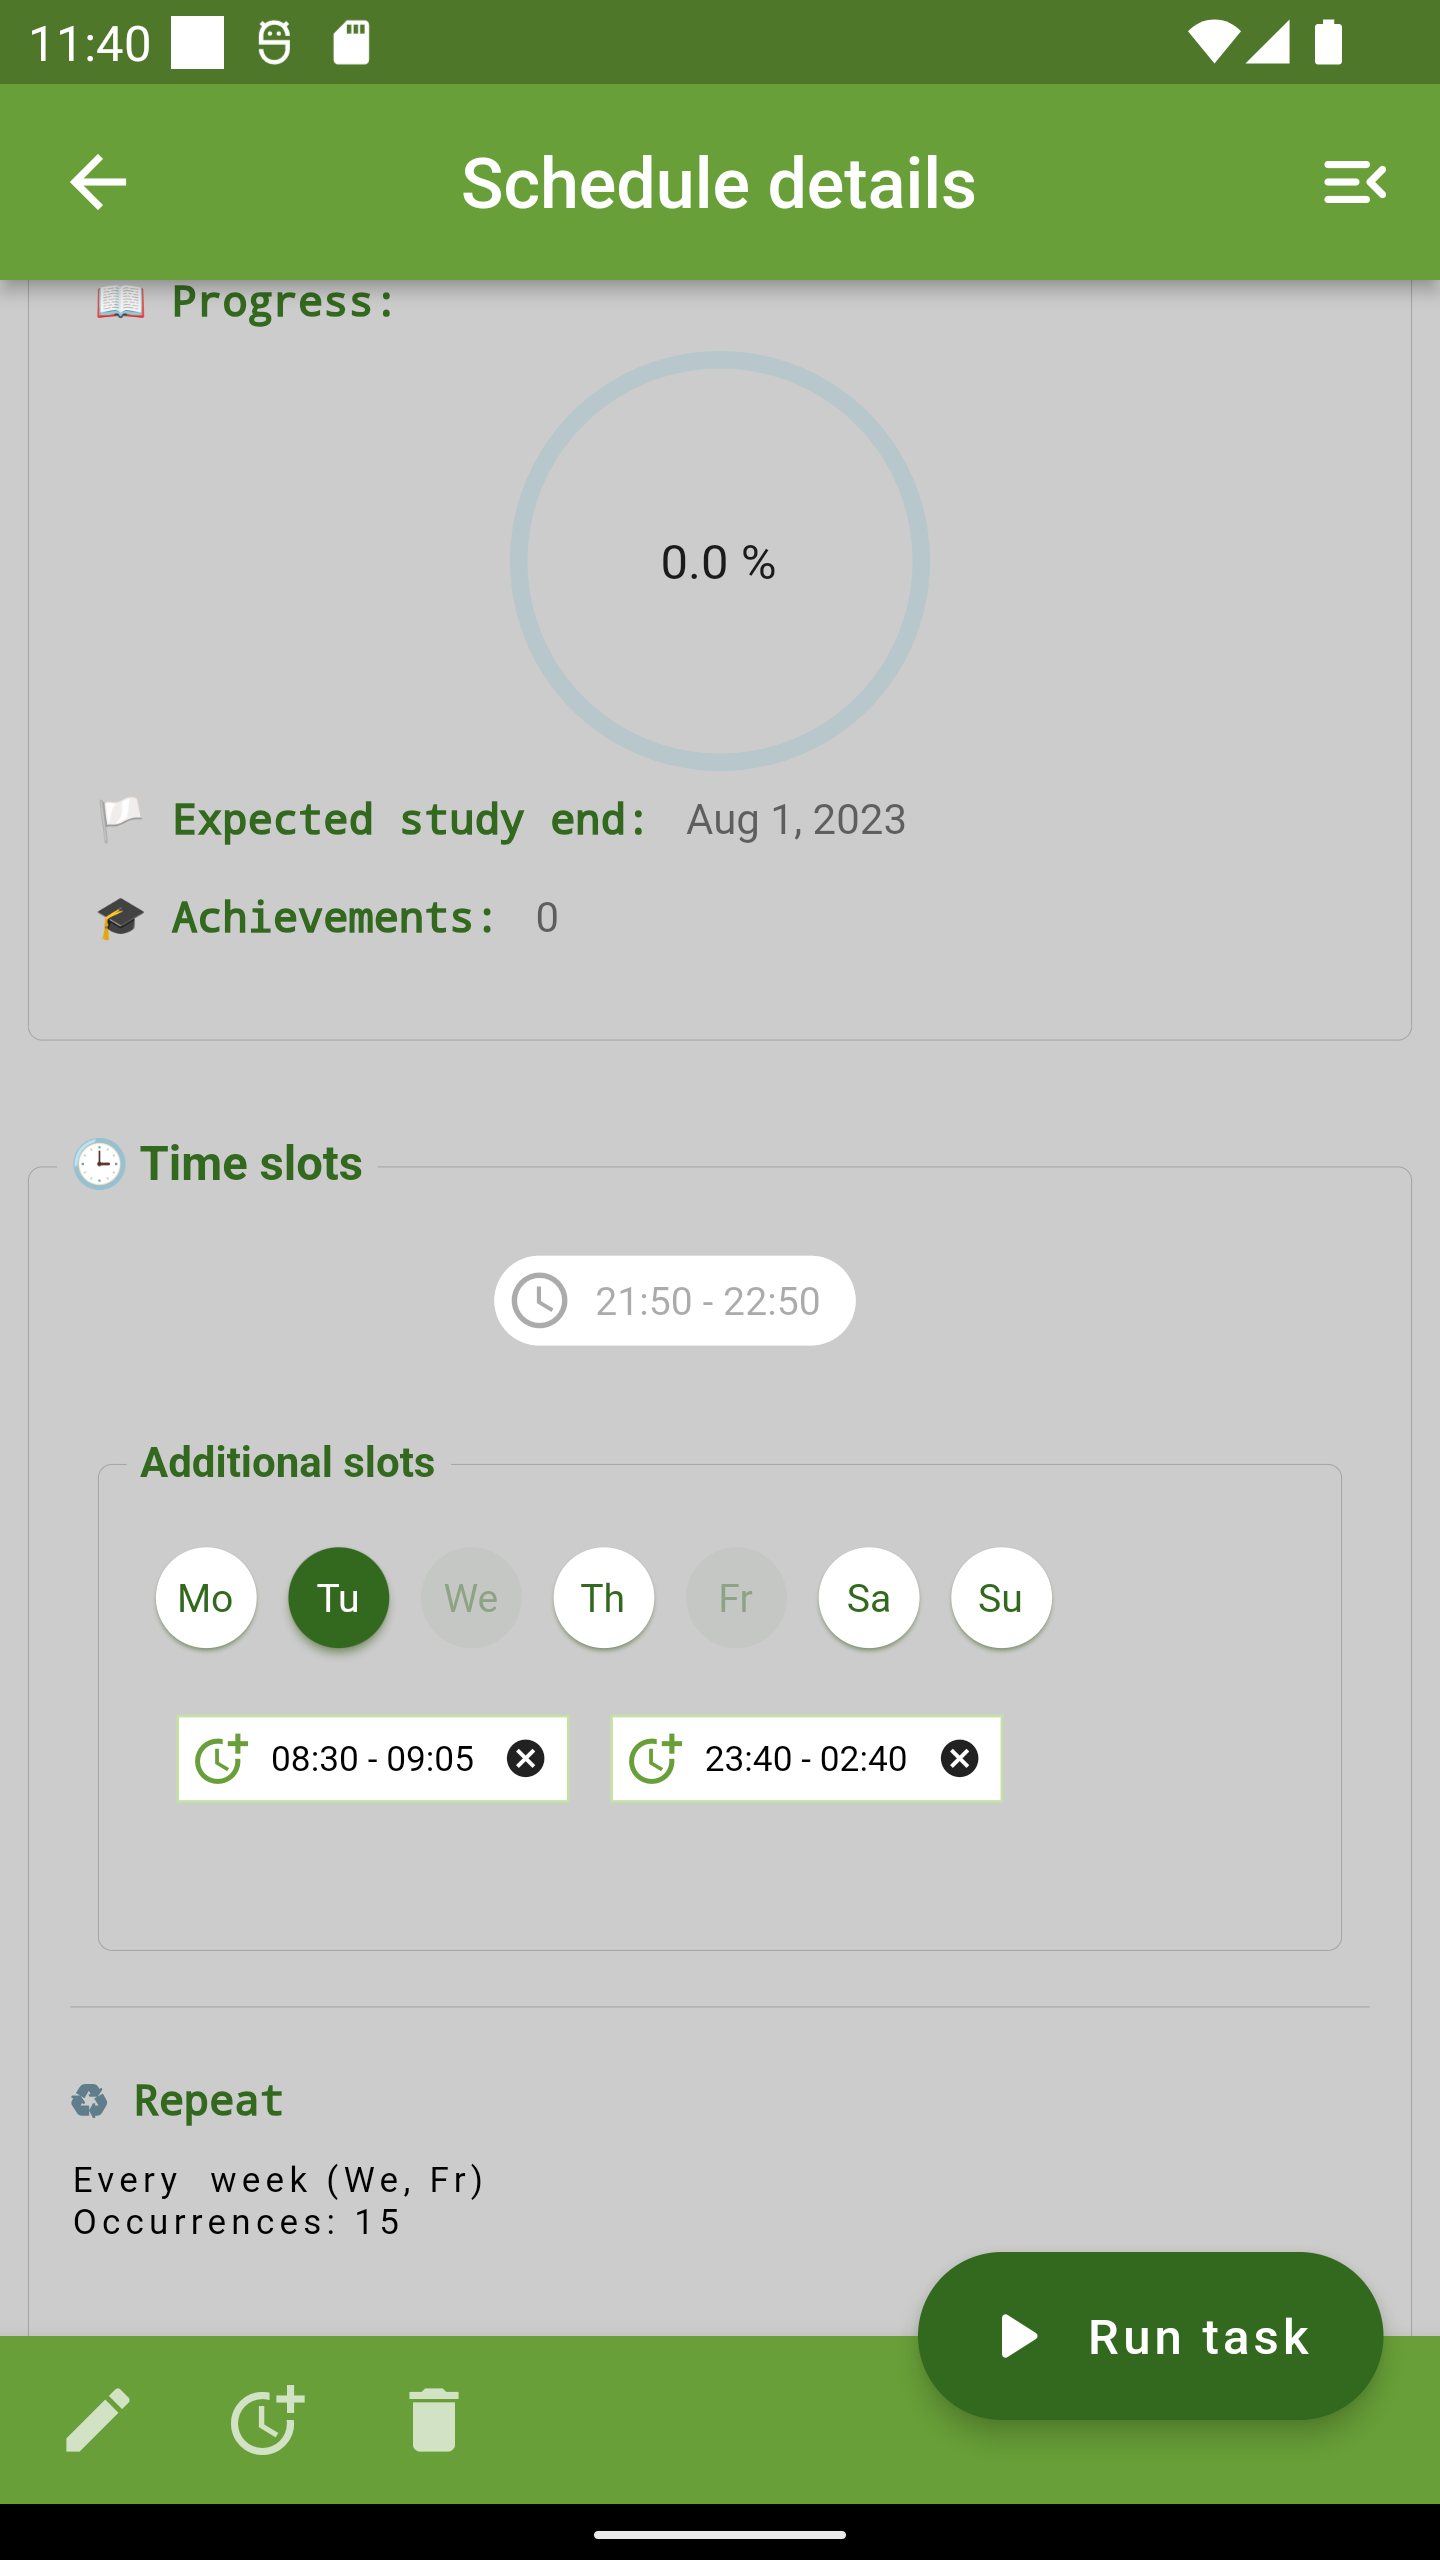 11:40
Schedule details
Progress:
0.0 %
Expected study end: Aug 1, 2023
Achievements: 0
Time slots
21:50 - 22:50
Additional slots
Mo Tu We Th Fr Sa Su
08:30 - 09:05 23:40 - 02:40
Repeat
Every week (We, Fr)
Occurrences: 15
Run task